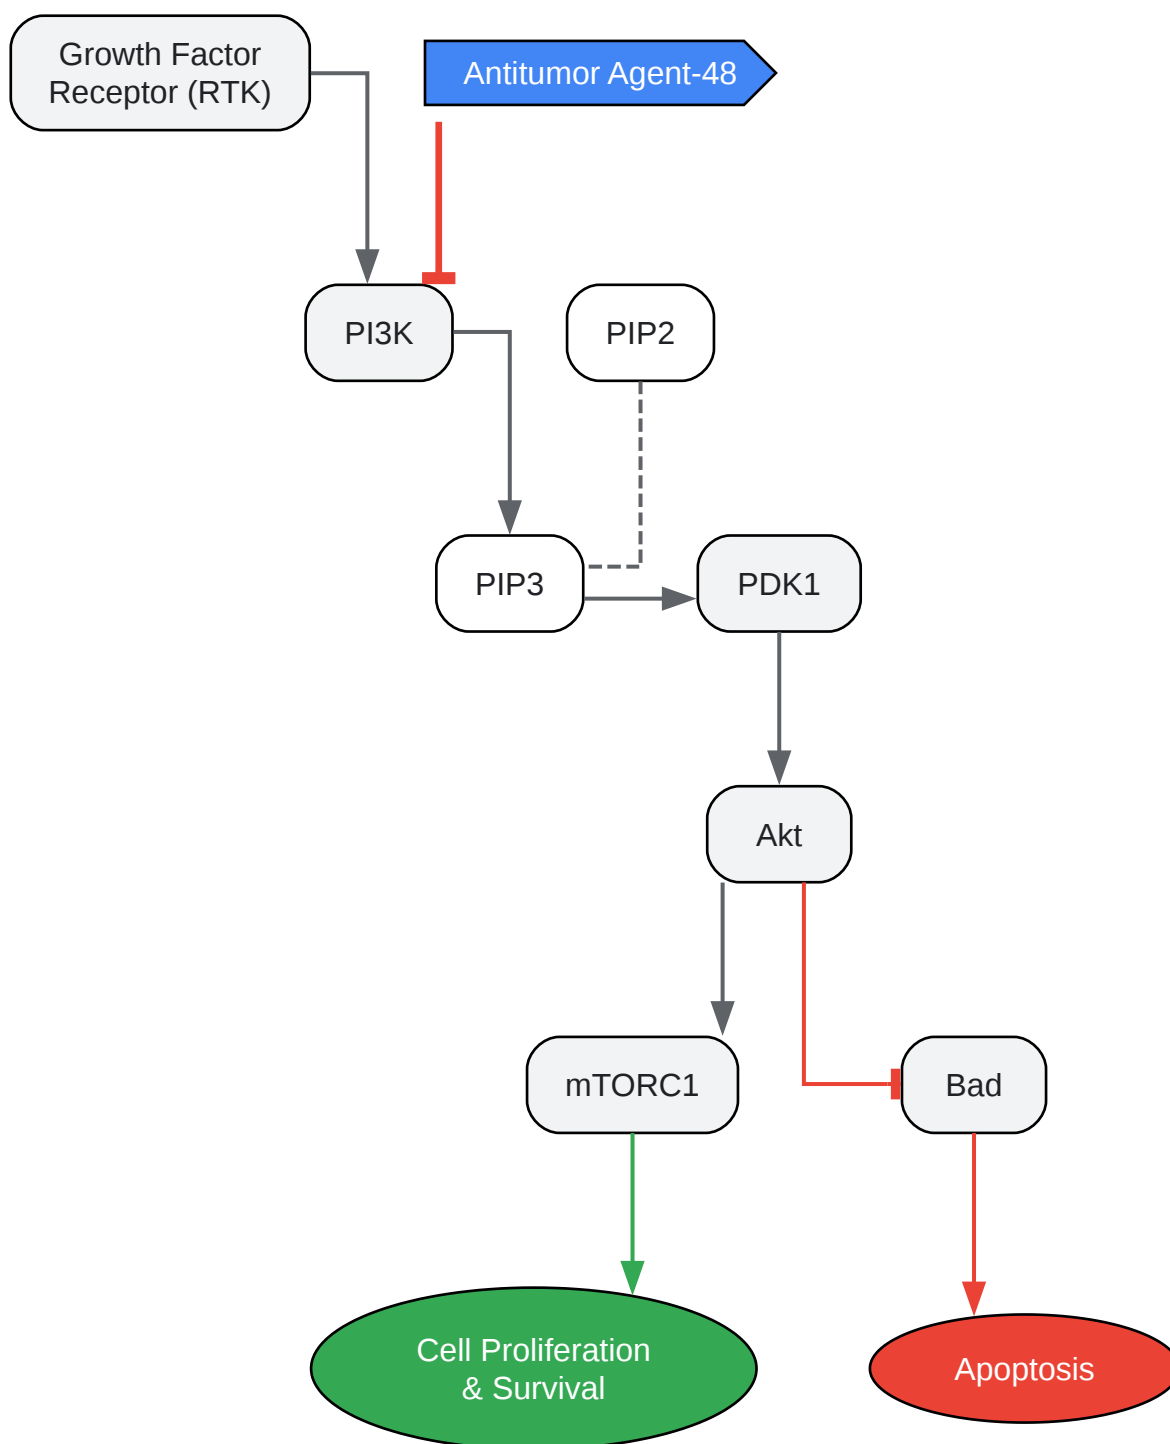 Growth Factor
Receptor (RTK)
Antitumor Agent-48
PI3K
PIP2
PIP3
PDK1
Akt
mTORC1
Bad
Cell Proliferation
& Survival
Apoptosis